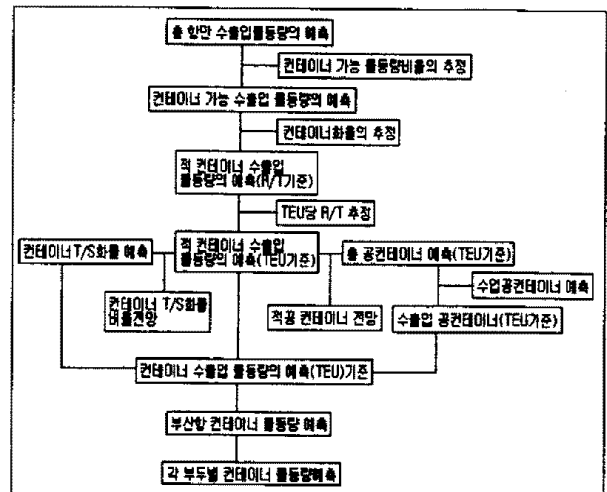 총 항만 수출입물동량의 예측
컨테이너 가능 물동량비율의 추정
컨테이너 가능 수출입 물동량의 예측
컨테이너화율의 추정
적 컨테이너 수출입
물동량의 예측(R/T기준)
TEU당 R/T 추정
컨테이너T/S화물 예측
적 컨테이너 수출입
물동량의 예측(TEU기준)
총 공컨테이너 예측(TEU기준)
수입공컨테이너 예측
컨테이너 T/S화물
비율전망
적공 컨테이너 전망
수출입 공컨테이너(TEU기준)
컨테이너 수출입 물동량의 예측(TEU)기준
부산항 컨테이너 물동량 예측
각 부두별 컨테이너 물동량예측